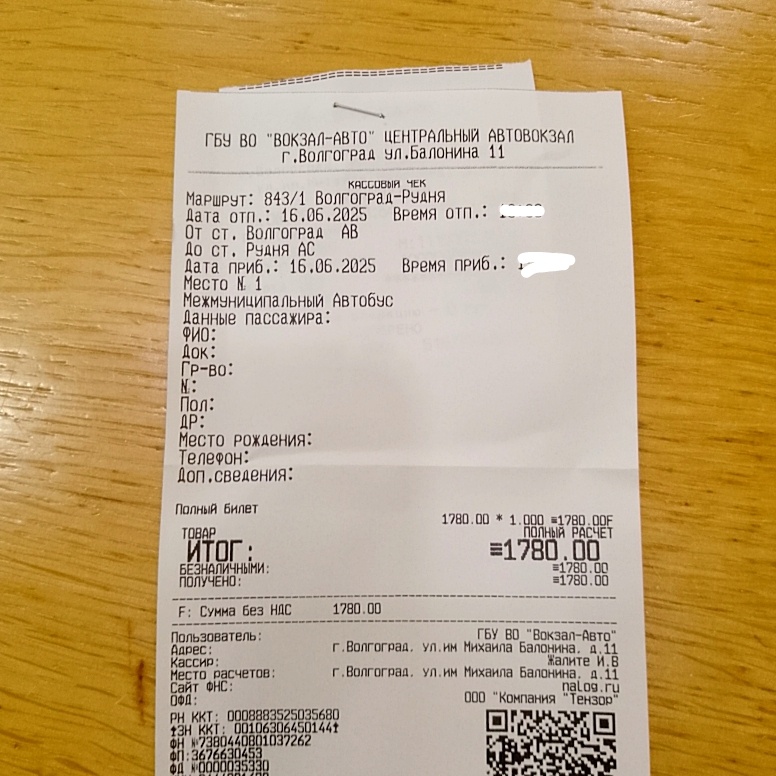 ГБУ ВО "ВОКЗАЛ-АВТО" ЦЕНТРАЛЬНЫЙ АВТОВОКЗАЛ
г.ВОЛГОГРАД ул.Балонина 11
КАССОВЫЙ ЧЕК
Маршрут: 843/1 Волгоград-Рудня
Дата отп.: 16.06.2025 Время отп.:
От ст. Волгоград АВ
До ст. Рудня АС
Дата приб.: 16.06.2025 Время приб.:
Место № 1
Межмуниципальный Автобус
Данные пассажира:
ФИО:
Док:
Гр-во:
№:
Пол:
ДР:
Место рождения:
Телефон:
Доп.сведения:
Полный билет
1780.00 * 1.000 ≡1780.00F
ТОВАР ПОЛНЫЙ РАСЧЕТ
ИТОГ: ≡1780.00
БЕЗНАЛИЧНЫМИ: ≡1780.00
ПОЛУЧЕНО: ≡1780.00
F: Сумма без НДС 1780.00
Пользователь: ГБУ ВО "Вокзал-Авто"
Адрес: г.Волгоград, ул.им Михаила Балонина, д.11
Кассир: Жалите И.В
Место расчетов: г.Волгоград, ул.им Михаила Балонина, д.11
Сайт ФНС: nalog.ru
ОФД: ООО "Компания "Тензор"
РН ККТ: 0008883525035680
ЗН ККТ: 00106306450144
ФН №7380440801037262
ФП:3676630453
ФД №0000035330